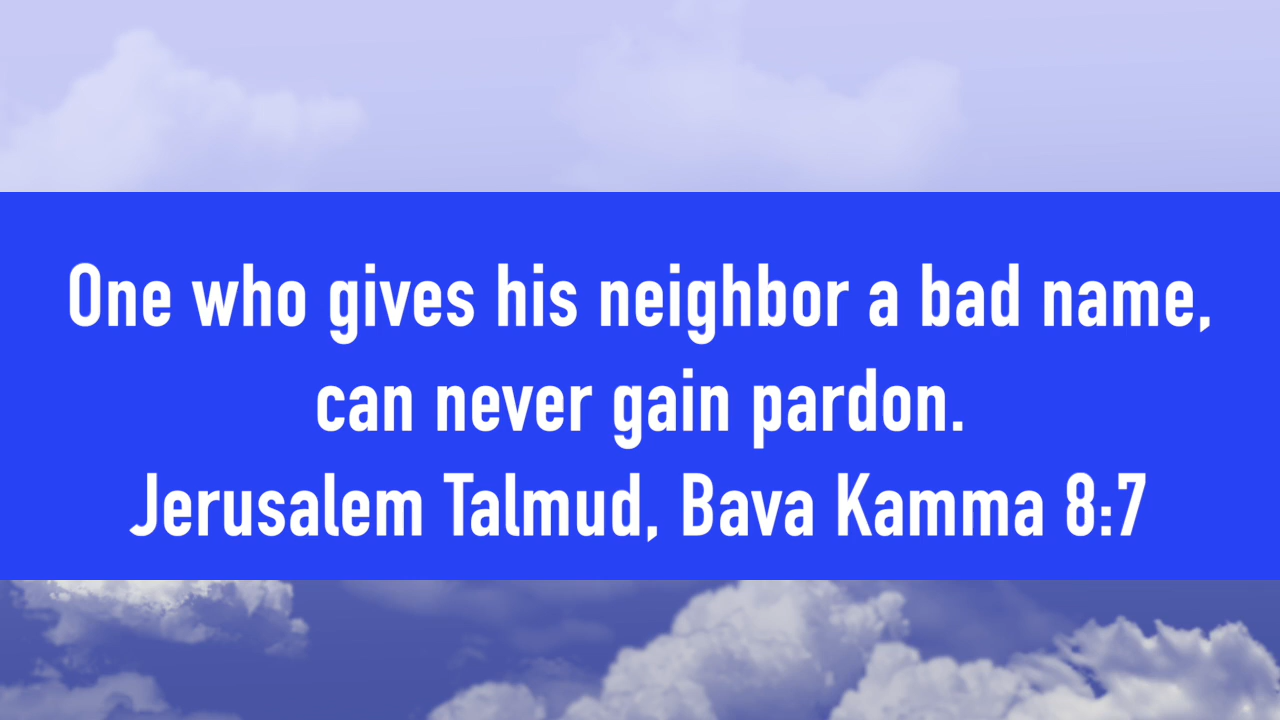 One who gives his neighbor a bad name,
can never gain pardon.
Jerusalem Talmud, Bava Kamma 8:7